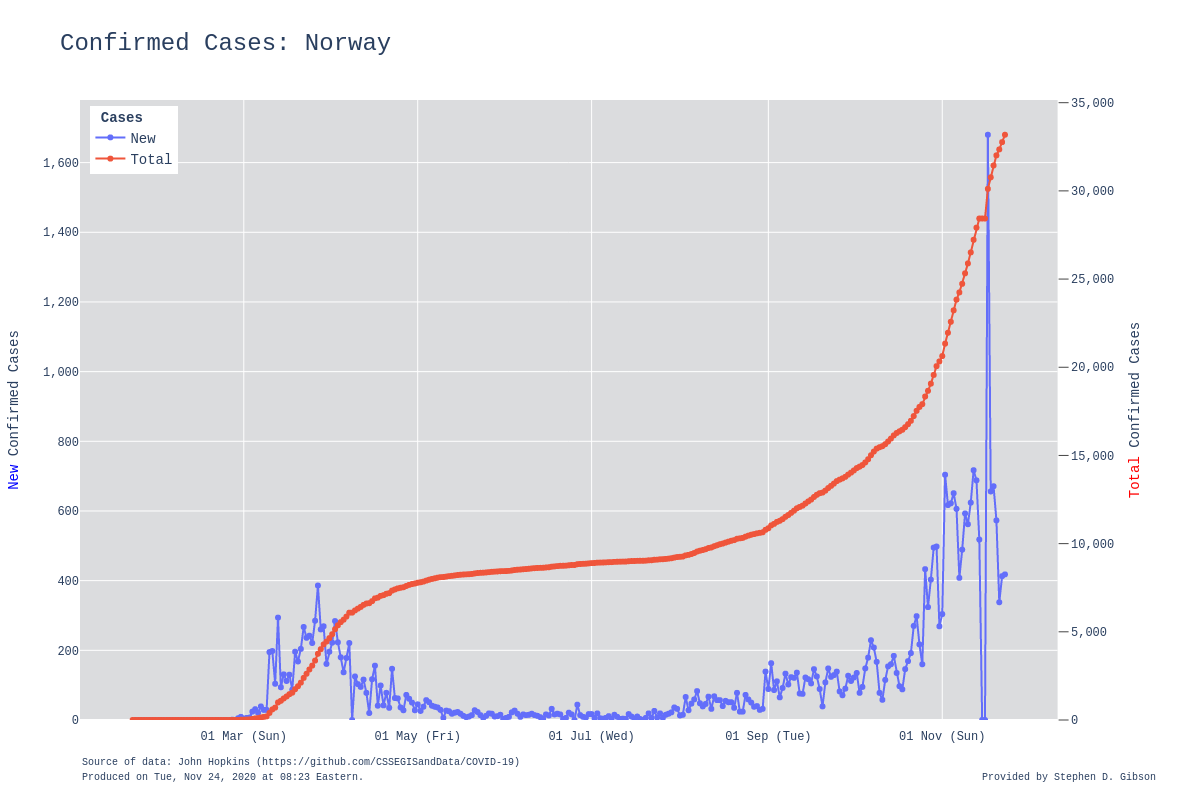 Confirmed Cases: Norway
Cases
New
Total
35,000
30,000
25,000
20,000
15,000
10,000
5,000
0
1,600
1,400
1,200
1,000
800
600
400
200
0
New Confirmed Cases
Total Confirmed Cases
01 Mar (Sun)
01 May (Fri)
01 Jul (Wed)
01 Sep (Tue)
01 Nov (Sun)
Source of data: John Hopkins (https://github.com/CSSEGISandData/COVID-19)
Produced on Tue, Nov 24, 2020 at 08:23 Eastern.
Provided by Stephen D. Gibson